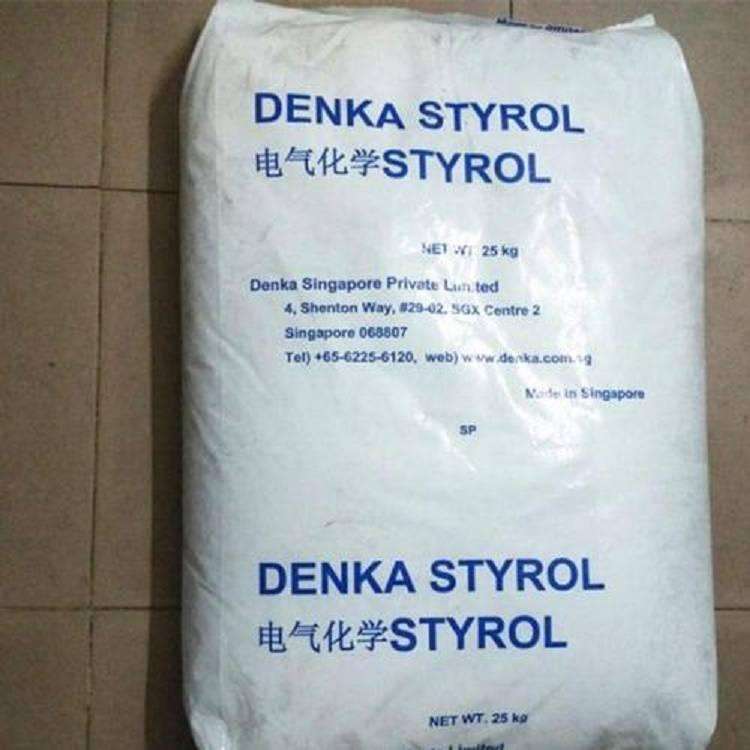 DENKA STYROL
电气化学STYROL
NET WT. 25 kg
Denka Singapore Private Limited
4, Shenton Way, #29-02, SGX Centre 2
Singapore 068807
Tel) +65-6225-6120, web) www.denka.com.sg
Made in Singapore
SP
DENKA STYROL
电气化学STYROL
NET WT. 25 kg
Limited